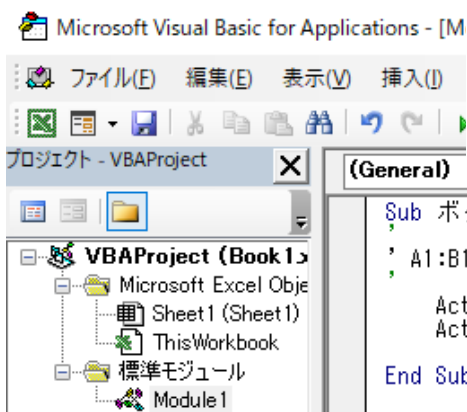 Microsoft Visual Basic for Applications - [M
ファイル(F) 編集(E) 表示(V) 挿入(I)
プロジェクト - VBAProject
(General)
VBAProject (Book1.x
Microsoft Excel Obje
Sheet1 (Sheet1)
ThisWorkbook
標準モジュール
Module1
Sub ボ
' A1:B1
Act
Act
End Sub